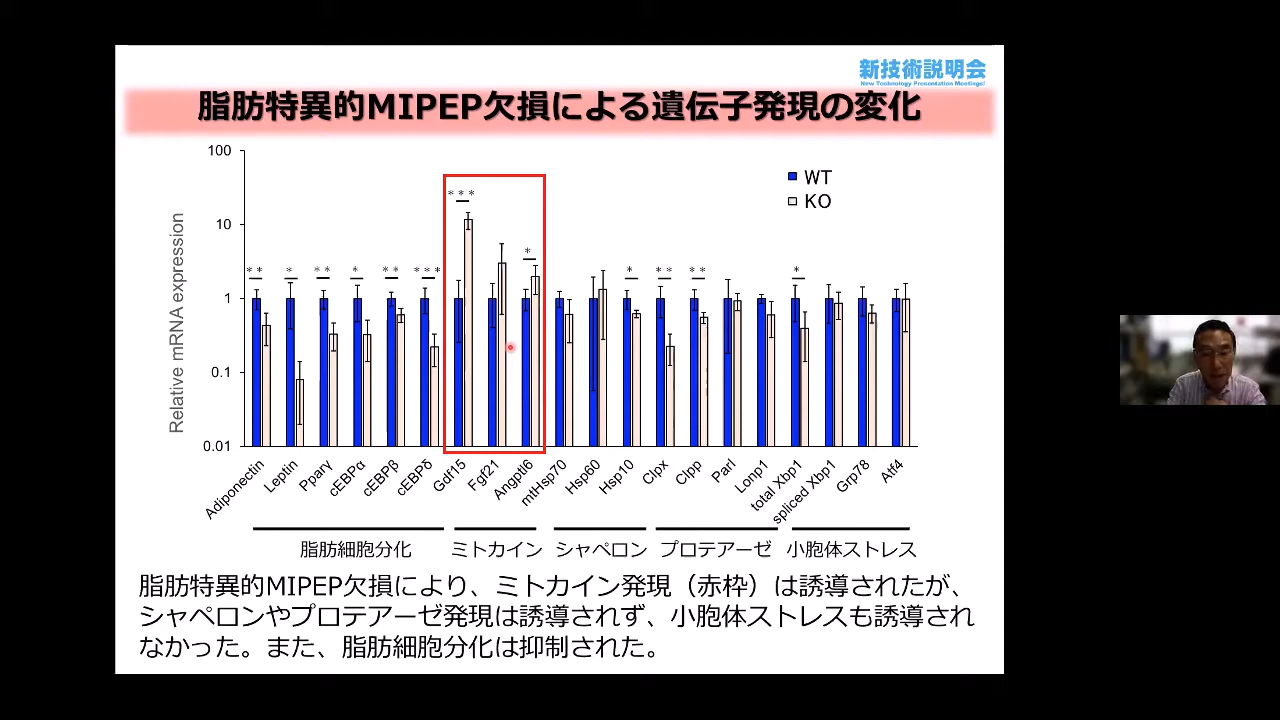 新技術説明会
New Technology Presentation Meetings!
脂肪特異的MIPEP欠損による遺伝子発現の変化
Relative mRNA expression
100
10
1
0.1
0.01
WT
KO
** * ** * ** *** *** * * ** ** *
Adiponectin
Leptin
Pparγ
cEBPα
cEBPβ
cEBPδ
Gdf15
Fgf21
Angptl6
mtHsp70
Hsp60
Hsp10
Clpx
Clpp
Parl
Lonp1
total Xbp1
spliced Xbp1
Grp78
Atf4
脂肪細胞分化 ミトカイン シャペロン プロテアーゼ 小胞体ストレス
脂肪特異的MIPEP欠損により、ミトカイン発現（赤枠）は誘導されたが、
シャペロンやプロテアーゼ発現は誘導されず、小胞体ストレスも誘導され
なかった。また、脂肪細胞分化は抑制された。